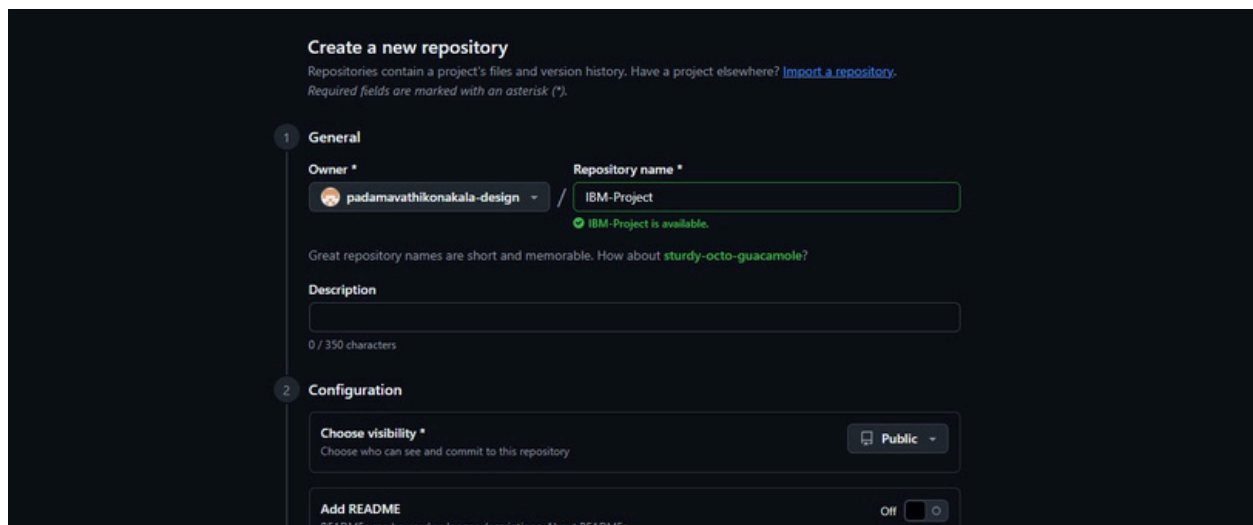 Create a new repository
Repositories contain a project's files and version history. Have a project elsewhere? Import a repository.
Required fields are marked with an asterisk (*).
1 General
Owner * Repository name *
padamavathikonakala-design / IBM-Project
IBM-Project is available.
Great repository names are short and memorable. How about sturdy-octo-guacamole?
Description
0 / 350 characters
2 Configuration
Choose visibility * Public
Choose who can see and commit to this repository
Add README Off